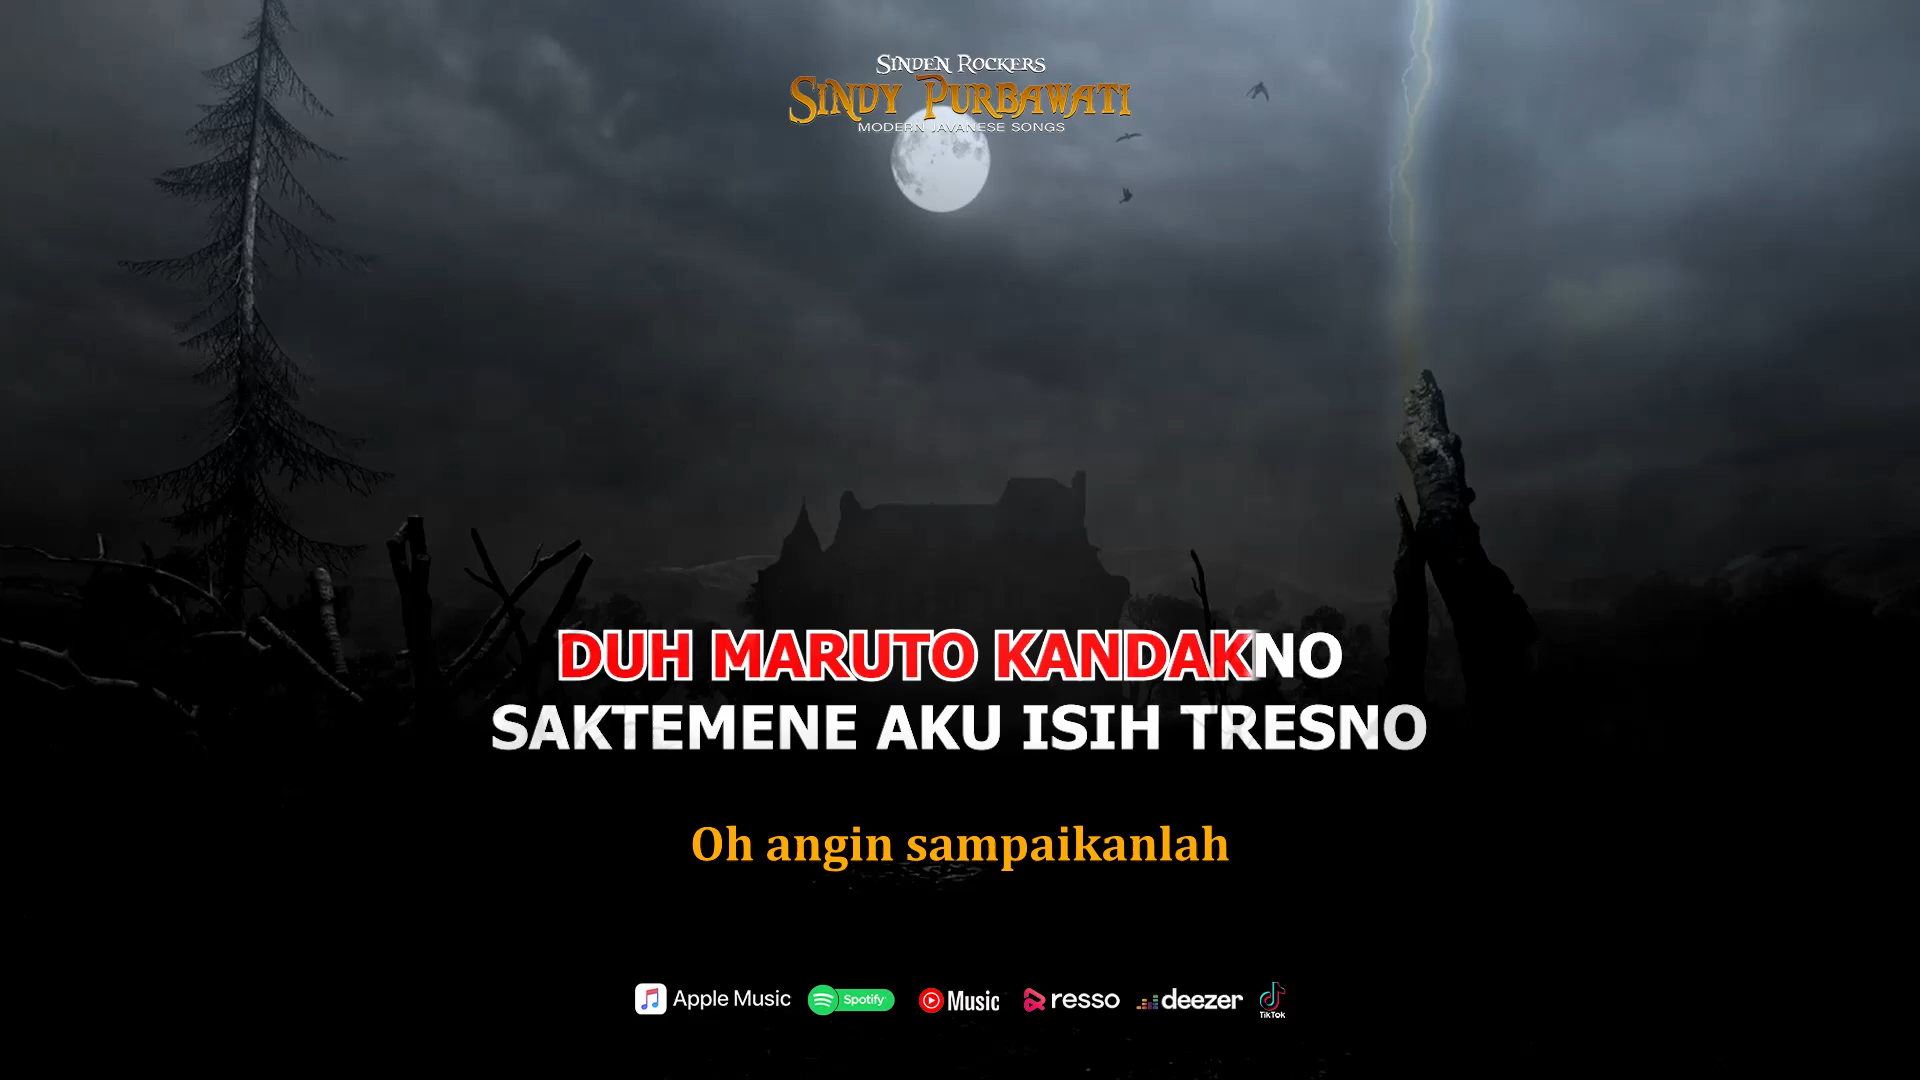 SINDEN ROCKERS
SINDY PURBAWATI
MODERN JAVANESE SONGS
DUH MARUTO KANDAKNO
SAKTEMENE AKU ISIH TRESNO
Oh angin sampaikanlah
Apple Music Spotify Music resso deezer TikTok